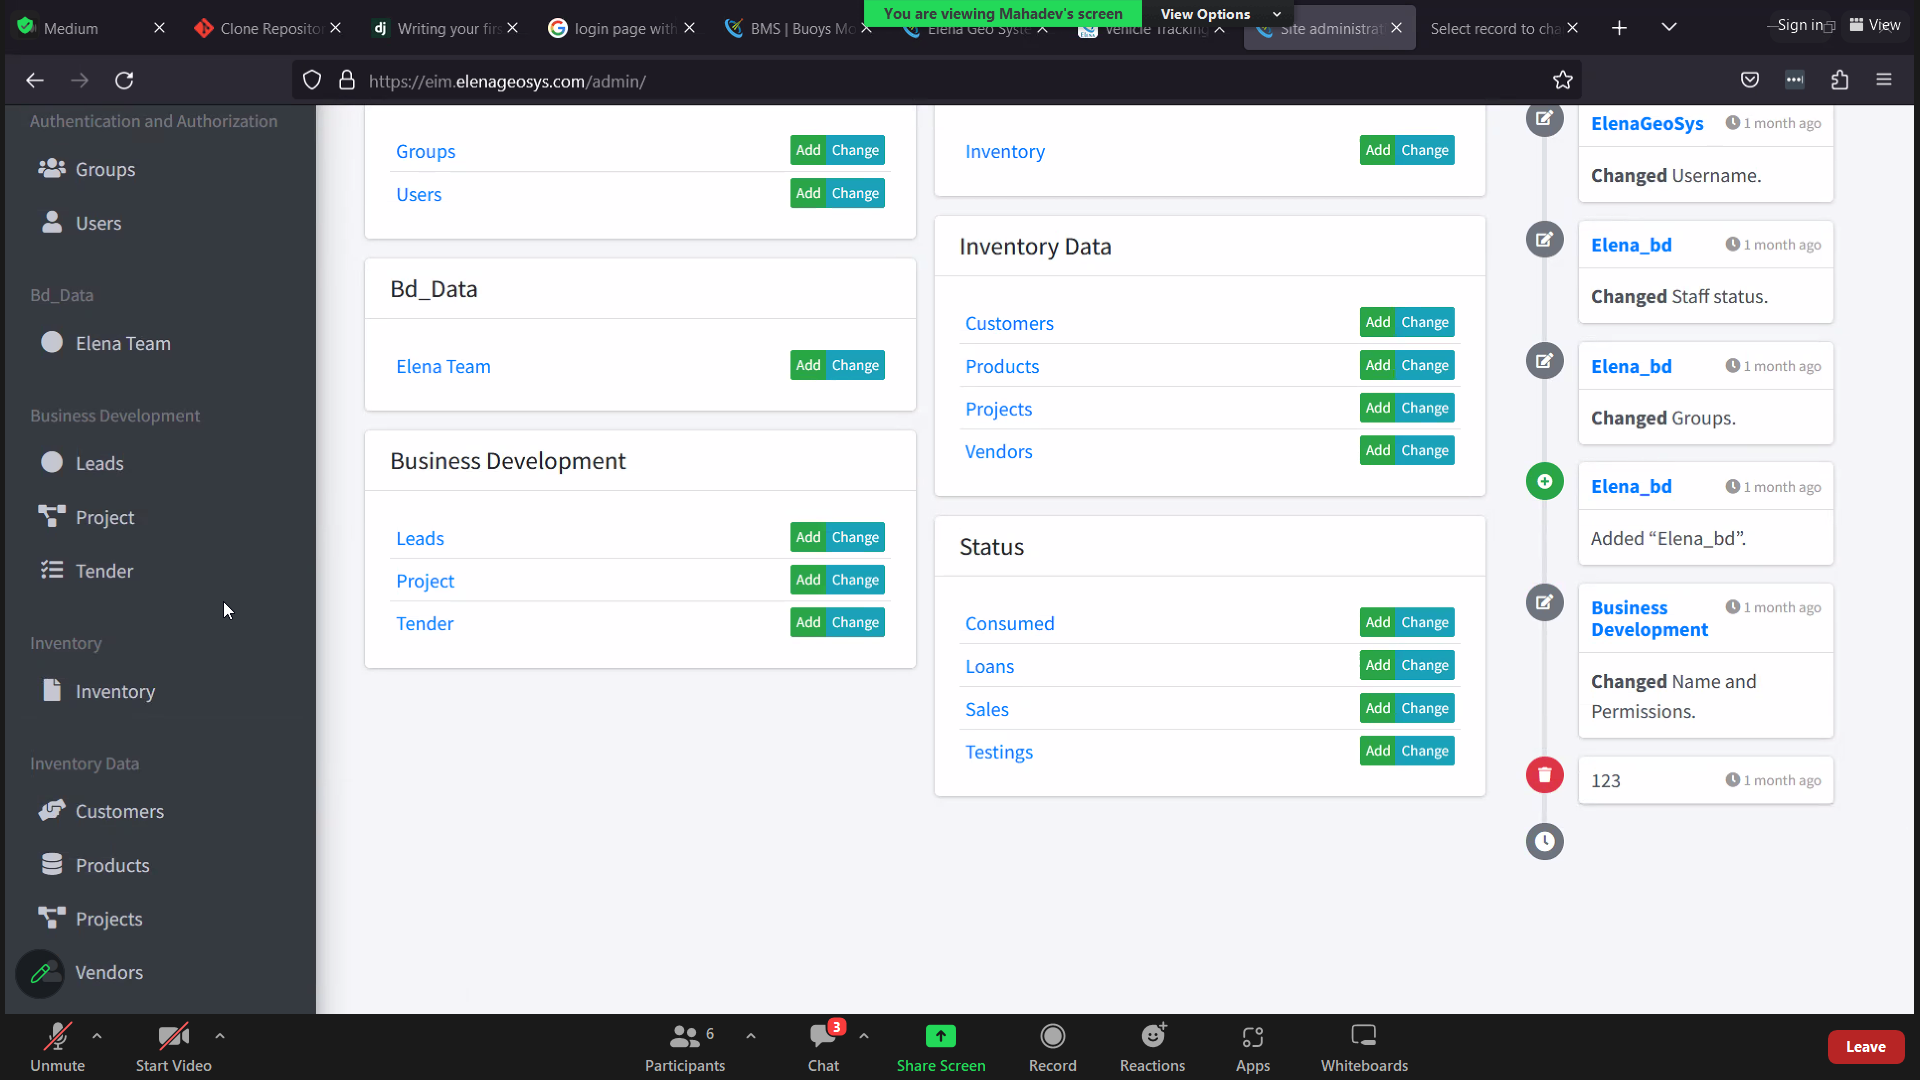 You are viewing Mahadev's screen
View Options
Medium
Clone Reposito
Writing your firs
login page with
BMS | Buoys Mo
Elena Geo Syste
Vehicle Tracking
Site administrat
Select record to cha
Sign in
View
https://eim.elenageosys.com/admin/
Authentication and Authorization
Groups
Users
Bd_Data
Elena Team
Business Development
Leads
Project
Tender
Inventory
Inventory
Inventory Data
Customers
Products
Projects
Vendors
Groups Add Change
Users Add Change
Bd_Data
Elena Team Add Change
Business Development
Leads Add Change
Project Add Change
Tender Add Change
Inventory Add Change
Inventory Data
Customers Add Change
Products Add Change
Projects Add Change
Vendors Add Change
Status
Consumed Add Change
Loans Add Change
Sales Add Change
Testings Add Change
ElenaGeoSys 1 month ago
Changed Username.
Elena_bd 1 month ago
Changed Staff status.
Elena_bd 1 month ago
Changed Groups.
Elena_bd 1 month ago
Added “Elena_bd”.
Business 1 month ago
Development
Changed Name and
Permissions.
123 1 month ago
Unmute
Start Video
6
Participants
3
Chat
Share Screen
Record
Reactions
Apps
Whiteboards
Leave